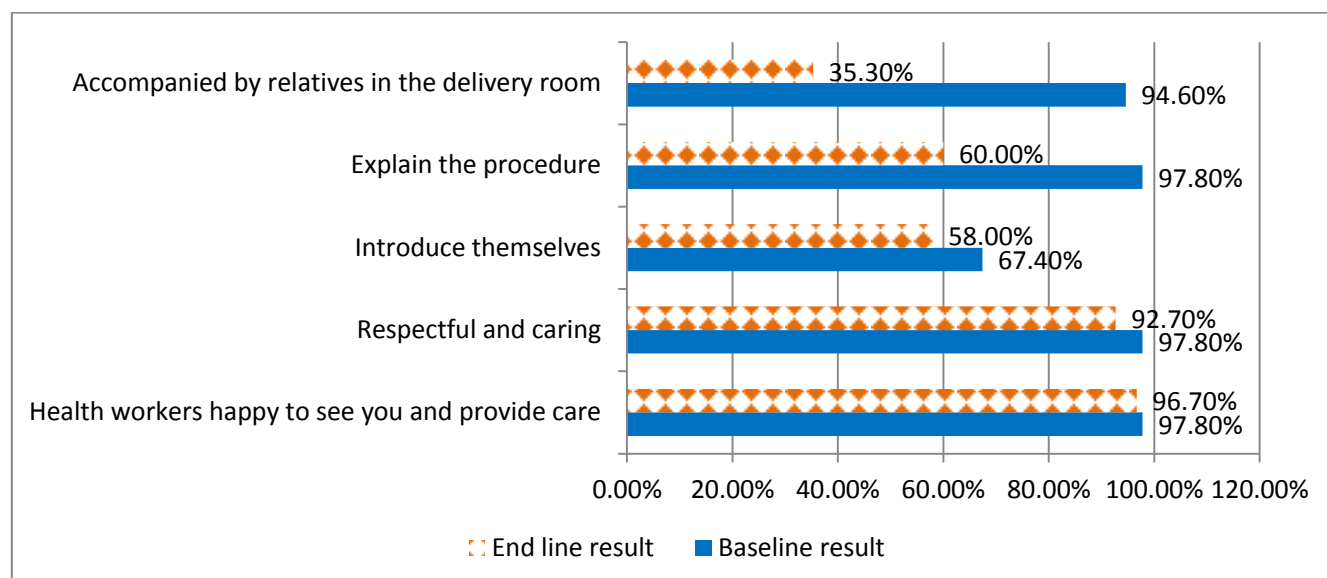 Accompanied by relatives in the delivery room
35.30%
94.60%
Explain the procedure
60.00%
97.80%
Introduce themselves
58.00%
67.40%
Respectful and caring
92.70%
97.80%
Health workers happy to see you and provide care
96.70%
97.80%
0.00% 20.00% 40.00% 60.00% 80.00% 100.00% 120.00%
End line result Baseline result